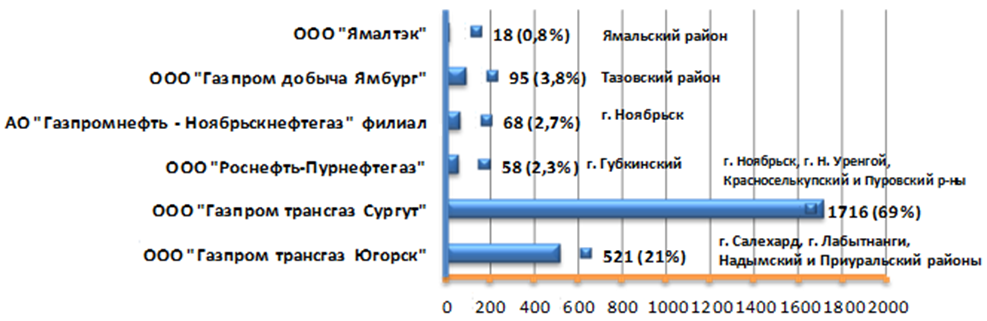 ООО "Ямалтэк" 18 (0,8%) Ямальский район
ООО "Газпром добыча Ямбург" 95 (3,8%) Тазовский район
АО "Газпромнефть - Ноябрьскнефтегаз" филиал 68 (2,7%) г. Ноябрьск
ООО "Роснефть-Пурнефтегаз" 58 (2,3%) г. Губкинский
г. Ноябрьск, г. Н. Уренгой,
Красноселькупский и Пуровский р-ны
ООО "Газпром трансгаз Сургут" 1716 (69%)
ООО "Газпром трансгаз Югорск" 521 (21%)
г. Салехард, г. Лабытнанги,
Надымский и Приуральский районы
0 200 400 600 800 1000 1200 1400 1600 1800 2000